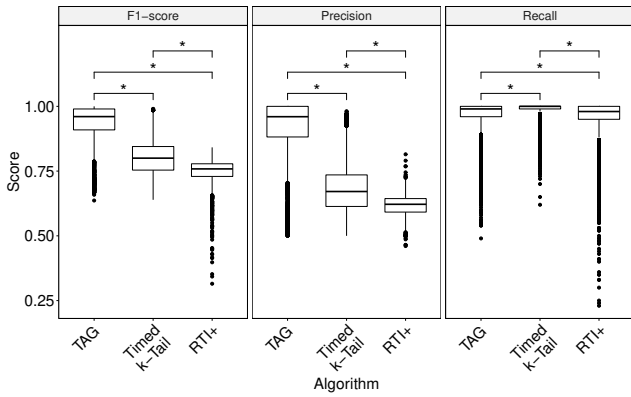 F1−score
Precision
Recall
*
*
*
*
*
*
*
*
*
Score
1.00
0.75
0.50
0.25
TAG
Timed
k−Tail
RTI+
TAG
Timed
k−Tail
RTI+
TAG
Timed
k−Tail
RTI+
Algorithm